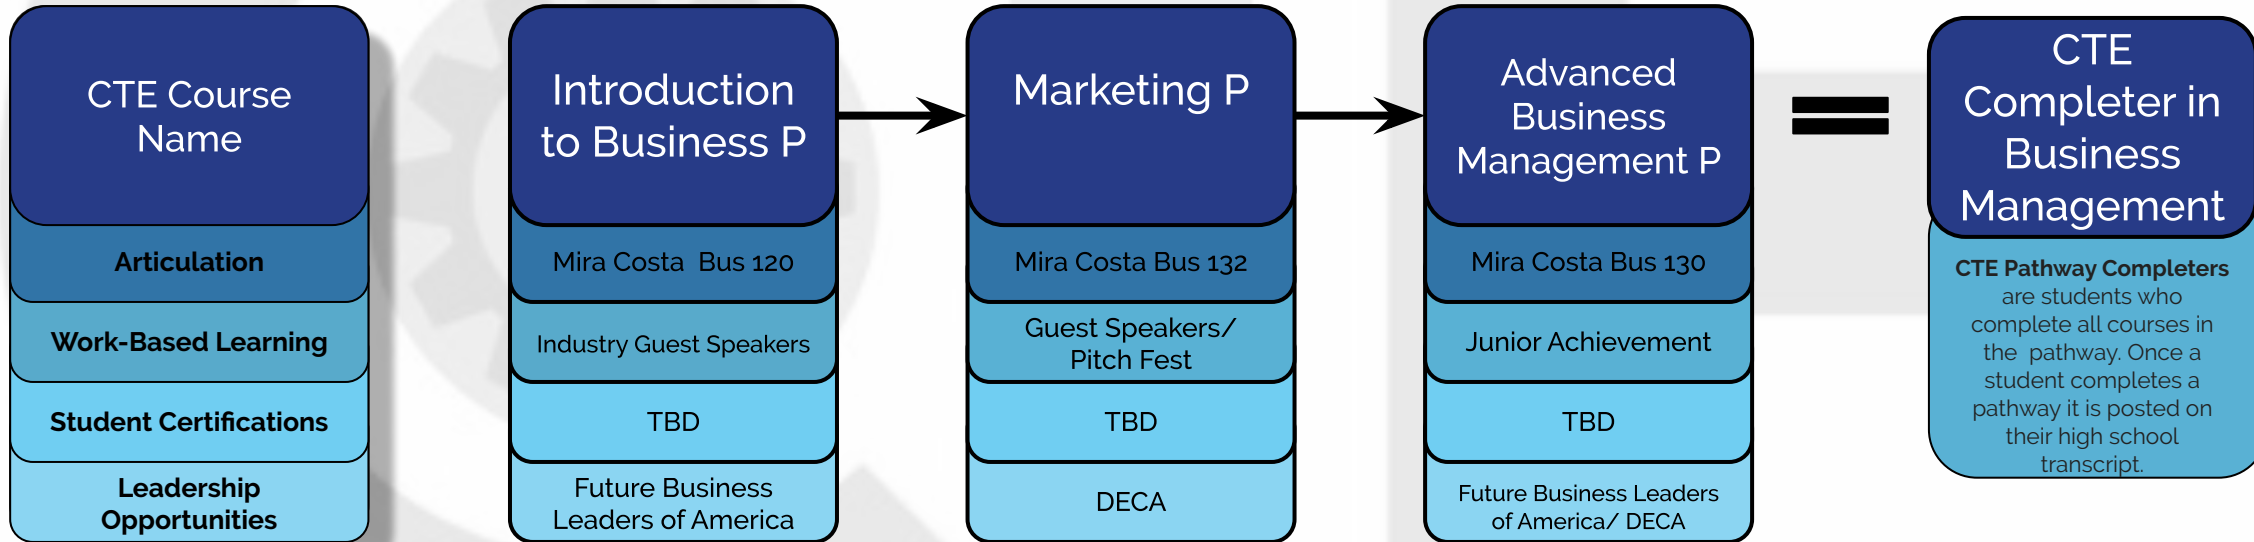 CTE Course
Name
Articulation
Work-Based Learning
Student Certifications
Leadership
Opportunities
Introduction
to Business P
Mira Costa  Bus 120
Industry Guest Speakers
TBD
Future Business
Leaders of America
Marketing P
Mira Costa Bus 132
Guest Speakers/
Pitch Fest
TBD
DECA
Advanced
Business
Management P
Mira Costa Bus 130
Junior Achievement
TBD
Future Business Leaders
of America/ DECA
=
CTE
Completer in
Business
Management
CTE Pathway Completers
are students who
complete all courses in
the  pathway. Once a
student completes a
pathway it is posted on
their high school
transcript.